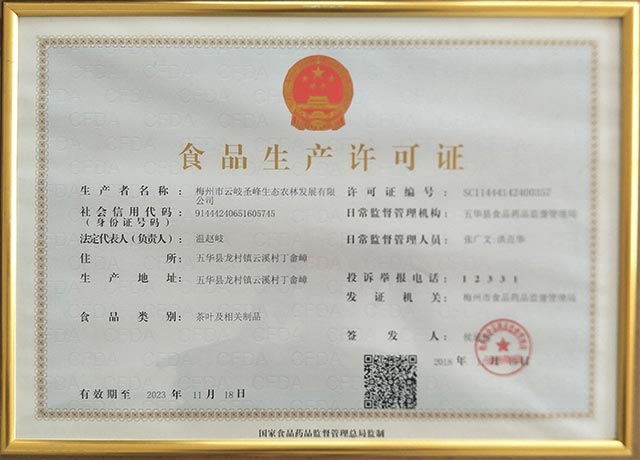 食品生产许可证
生产者名称： 梅州市云岐圣峰生态农林发展有限
公司
社会信用代码： 91444240651605745
（身份证号码）
法定代表人（负责人）： 温赵岐
住所： 五华县龙村镇云溪村丁畲崠
生产地址： 五华县龙村镇云溪村丁畲崠
食品类别： 茶叶及相关制品
有效期至 2023 年 11 月 18 日
许可证编号： SC11444142400357
日常监督管理机构： 五华县食品药品监督管理局
日常监督管理人员： 张广文;洪百华
投诉举报电话： 12331
发证机关： 梅州市食品药品监督管理局
签发人：
2018 年
国家食品药品监督管理总局监制